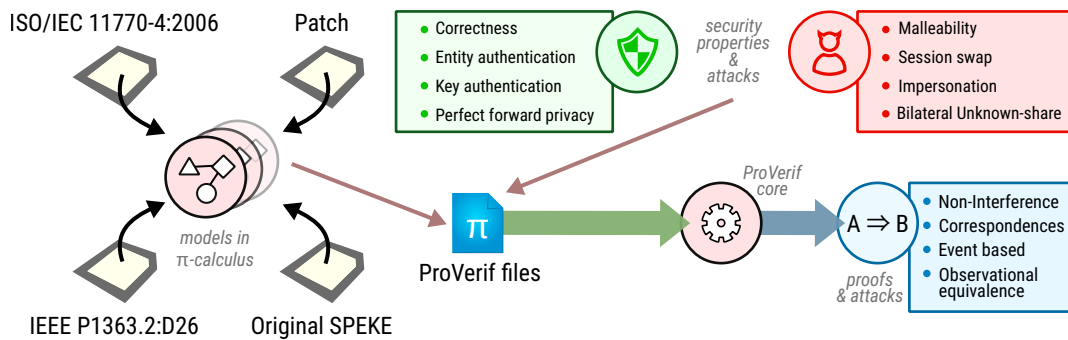 ISO/IEC 11770-4:2006
Patch
models in
π-calculus
IEEE P1363.2:D26
Original SPEKE
Correctness
Entity authentication
Key authentication
Perfect forward privacy
security
properties
&
attacks
Malleability
Session swap
Impersonation
Bilateral Unknown-share
π
ProVerif files
ProVerif
core
A ⇒ B
proofs
& attacks
Non-Interference
Correspondences
Event based
Observational
equivalence